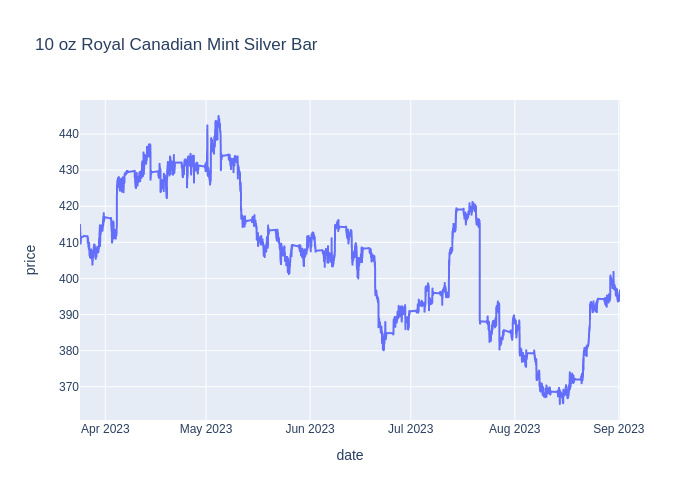 10 oz Royal Canadian Mint Silver Bar
440
430
420
410
400
390
380
370
price
Apr 2023 May 2023 Jun 2023 Jul 2023 Aug 2023 Sep 2023
date